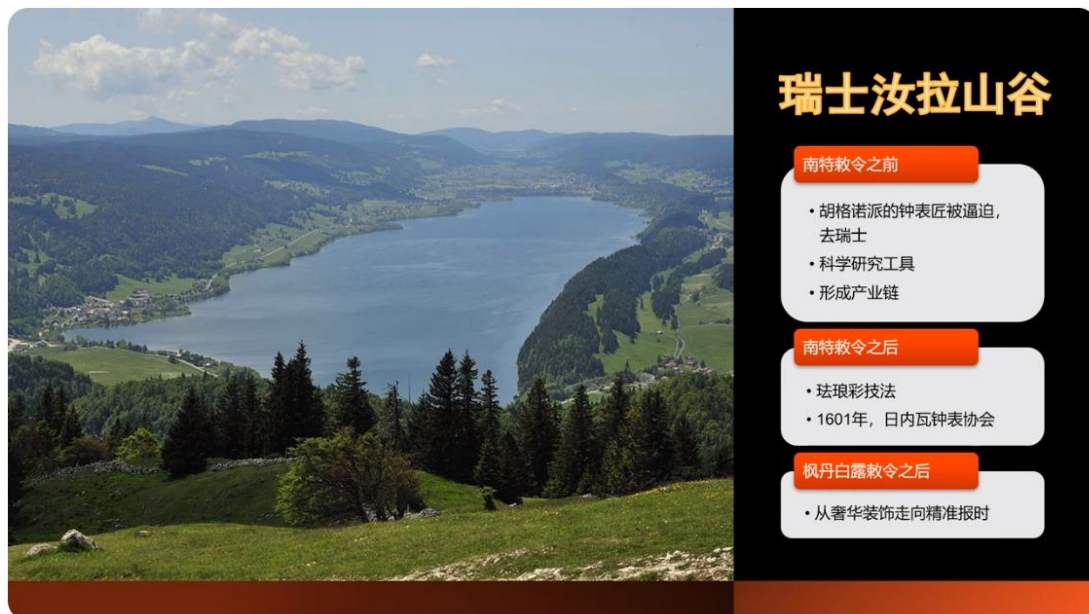 瑞士汝拉山谷
南特敕令之前
• 胡格诺派的钟表匠被逼迫，
去瑞士
• 科学研究工具
• 形成产业链
南特敕令之后
• 珐琅彩技法
• 1601年，日内瓦钟表协会
枫丹白露敕令之后
• 从奢华装饰走向精准报时